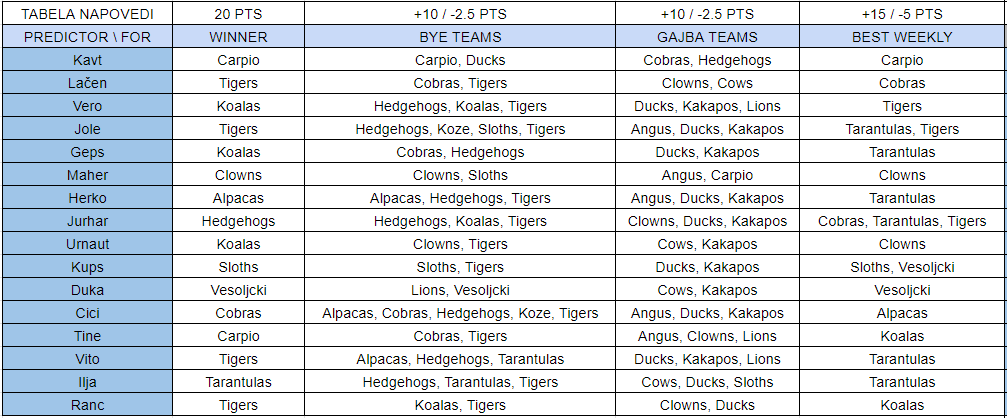 TABELA NAPOVEDI 20 PTS +10 / -2.5 PTS +10 / -2.5 PTS +15 / -5 PTS
PREDICTOR \ FOR WINNER BYE TEAMS GAJBA TEAMS BEST WEEKLY
Kavt Carpio Carpio, Ducks Cobras, Hedgehogs Carpio
Lačen Tigers Cobras, Tigers Clowns, Cows Cobras
Vero Koalas Hedgehogs, Koalas, Tigers Ducks, Kakapos, Lions Tigers
Jole Tigers Hedgehogs, Koze, Sloths, Tigers Angus, Ducks, Kakapos Tarantulas, Tigers
Geps Koalas Cobras, Hedgehogs Ducks, Kakapos Tarantulas
Maher Clowns Clowns, Sloths Angus, Carpio Clowns
Herko Alpacas Alpacas, Hedgehogs, Tigers Angus, Ducks, Kakapos Tarantulas
Jurhar Hedgehogs Hedgehogs, Koalas, Tigers Clowns, Ducks, Kakapos Cobras, Tarantulas, Tigers
Urnaut Koalas Clowns, Tigers Cows, Kakapos Clowns
Kups Sloths Sloths, Tigers Ducks, Kakapos Sloths, Vesoljcki
Duka Vesoljcki Lions, Vesoljcki Cows, Kakapos Vesoljcki
Cici Cobras Alpacas, Cobras, Hedgehogs, Koze, Tigers Angus, Ducks, Kakapos Alpacas
Tine Carpio Cobras, Tigers Angus, Clowns, Lions Koalas
Vito Tigers Alpacas, Hedgehogs, Tarantulas Ducks, Kakapos, Lions Tarantulas
Ilja Tarantulas Hedgehogs, Tarantulas, Tigers Cows, Ducks, Sloths Tarantulas
Ranc Tigers Koalas, Tigers Clowns, Ducks Koalas